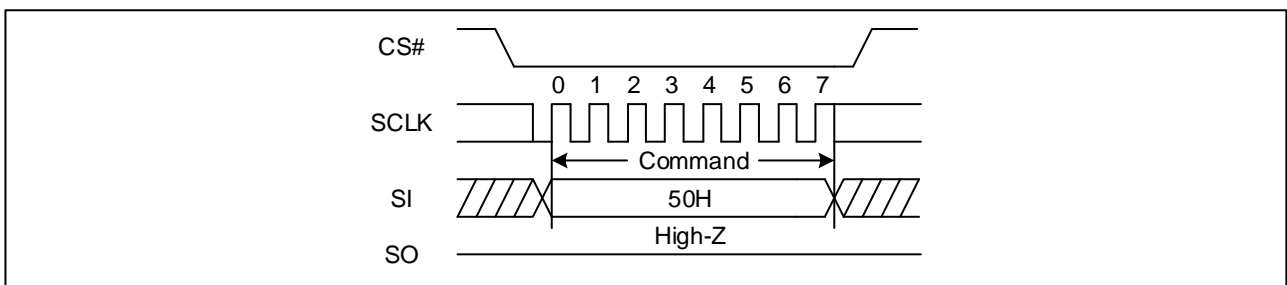 CS#
0 1 2 3 4 5 6 7
SCLK
Command
SI
50H
High-Z
SO